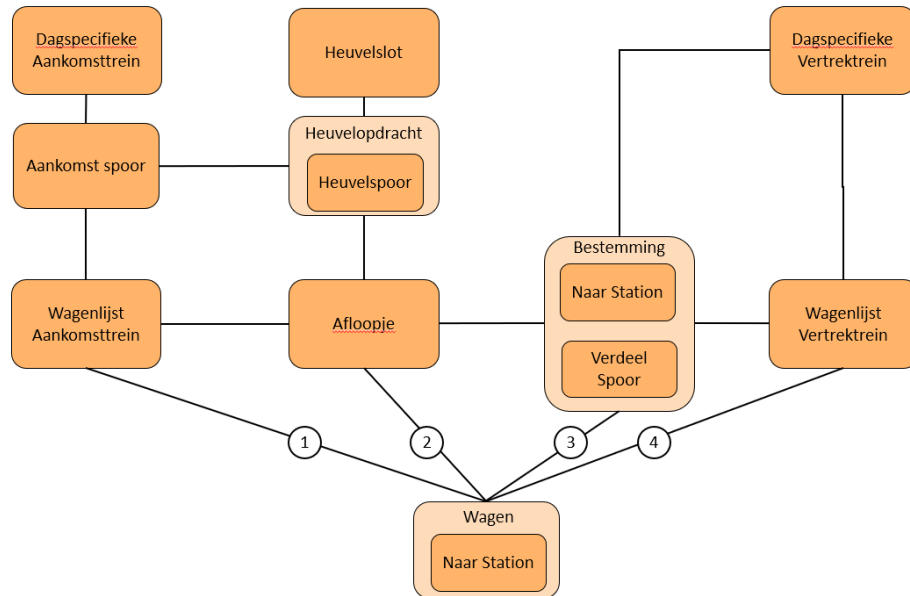 Dagspecifieke
Aankomsttrein
Heuvelslot
Dagspecifieke
Vertrektrein
Aankomst spoor
Heuvelopdracht
Heuvelspoor
Bestemming
Naar Station
Verdeel
Spoor
Wagenlijst
Aankomsttrein
Afloopje
Wagenlijst
Vertrektrein
1
2
3
4
Wagen
Naar Station